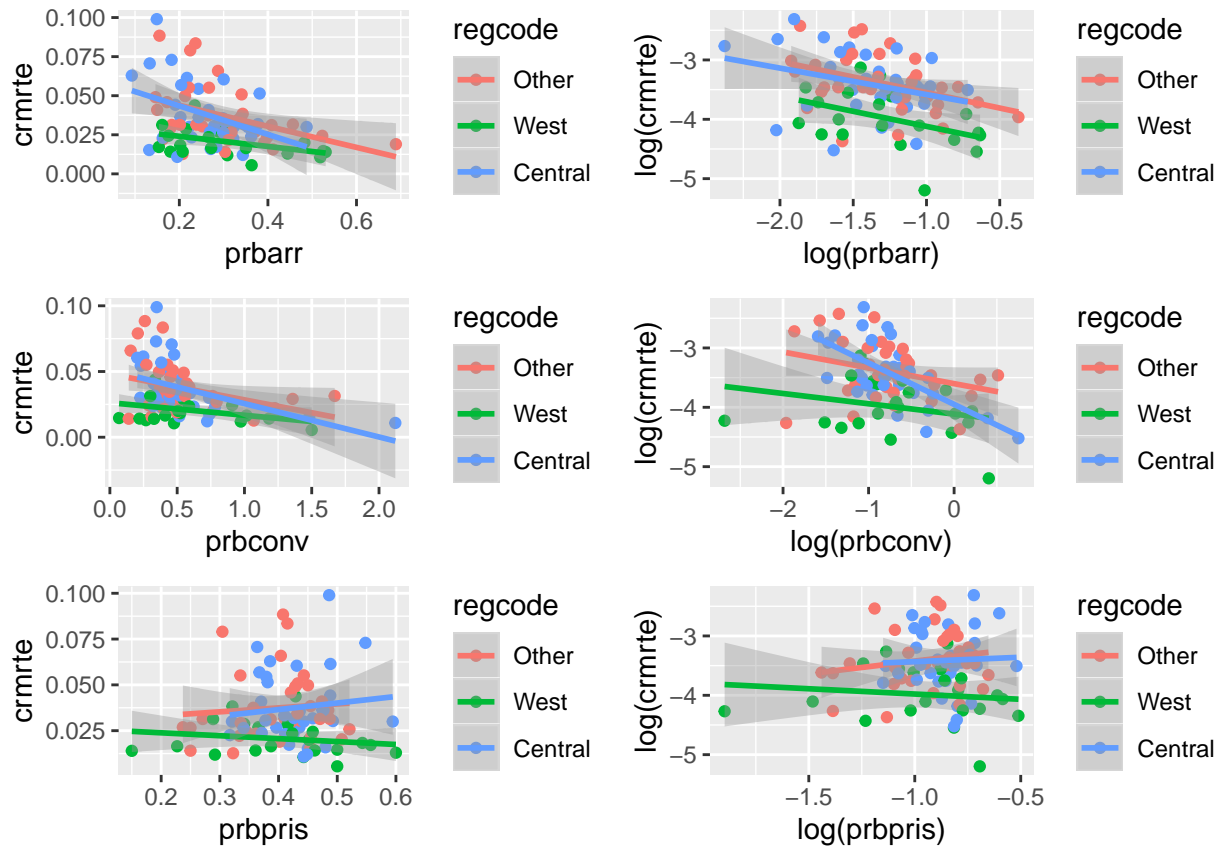 crmrte
0.100
0.075
0.050
0.025
0.000
0.2 0.4 0.6
prbarr
regcode
Other
West
Central
log(crmrte)
−3
−4
−5
−2.0 −1.5 −1.0 −0.5
log(prbarr)
regcode
Other
West
Central
crmrte
0.10
0.05
0.00
0.0 0.5 1.0 1.5 2.0
prbconv
regcode
Other
West
Central
log(crmrte)
−3
−4
−5
−2 −1 0
log(prbconv)
regcode
Other
West
Central
crmrte
0.100
0.075
0.050
0.025
0.2 0.3 0.4 0.5 0.6
prbpris
regcode
Other
West
Central
log(crmrte)
−3
−4
−5
−1.5 −1.0 −0.5
log(prbpris)
regcode
Other
West
Central